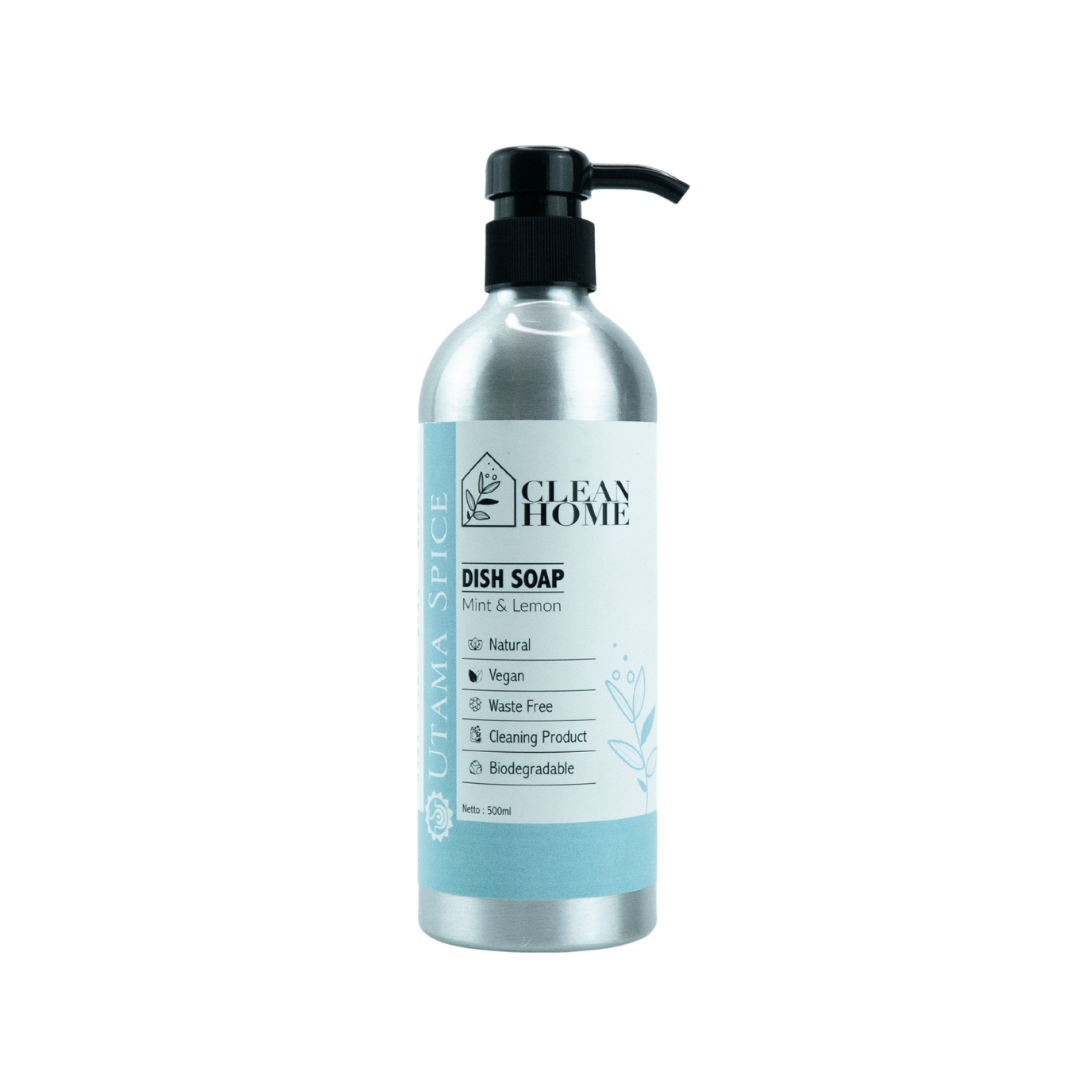 CLEAN
HOME
DISH SOAP
Mint & Lemon
Natural
Vegan
Waste Free
Cleaning Product
Biodegradable
Netto : 500ml
UTAMA SPICE